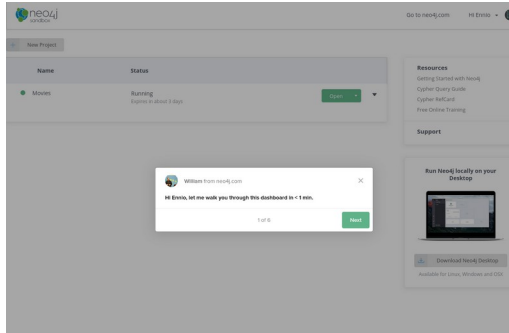 neo4j
sandbox
Go to neo4j.com
Hi Ennio
New Project
Name
Status
Movies
Running
Expires in about 3 days
Open
Resources
Getting Started with Neo4j
Cypher Query Guide
Cypher RefCard
Free Online Training
Support
William from neo4j.com
Hi Ennio, let me walk you through this dashboard in < 1 min.
1 of 6
Next
Run Neo4j locally on your
Desktop
Download Neo4j Desktop
Available for Linux, Windows and OSX